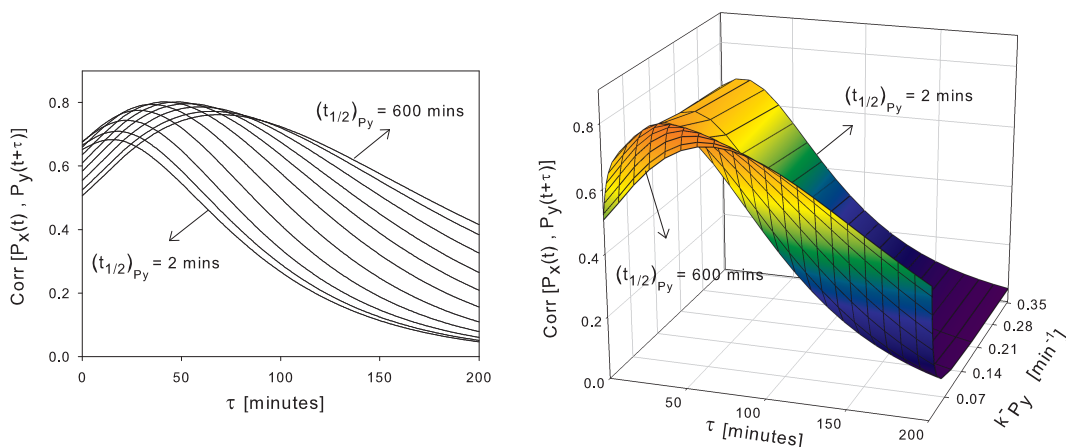 Corr [Px(t) , Py(t+τ)]
0.8
0.6
0.4
0.2
0.0
(t1/2)Py = 600 mins
(t1/2)Py = 2 mins
0 50 100 150 200
τ [minutes]
Corr [Px(t) , Py(t+τ)]
0.8
0.6
0.4
0.2
0.0
(t1/2)Py = 2 mins
(t1/2)Py = 600 mins
50 100 150 200
τ [minutes]
0.35
0.28
0.21
0.14
0.07
k⁻Py [min⁻¹]